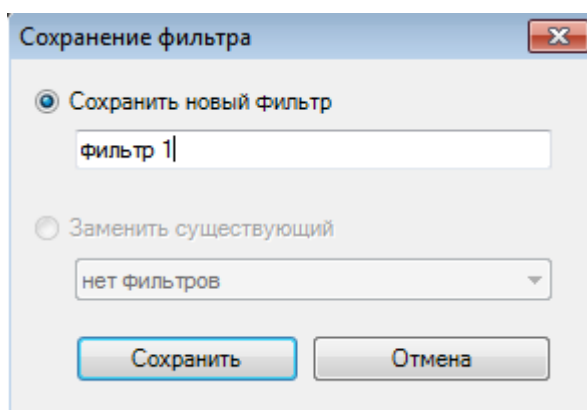 Сохранение фильтра
Сохранить новый фильтр
фильтр 1
Заменить существующий
нет фильтров
Сохранить Отмена